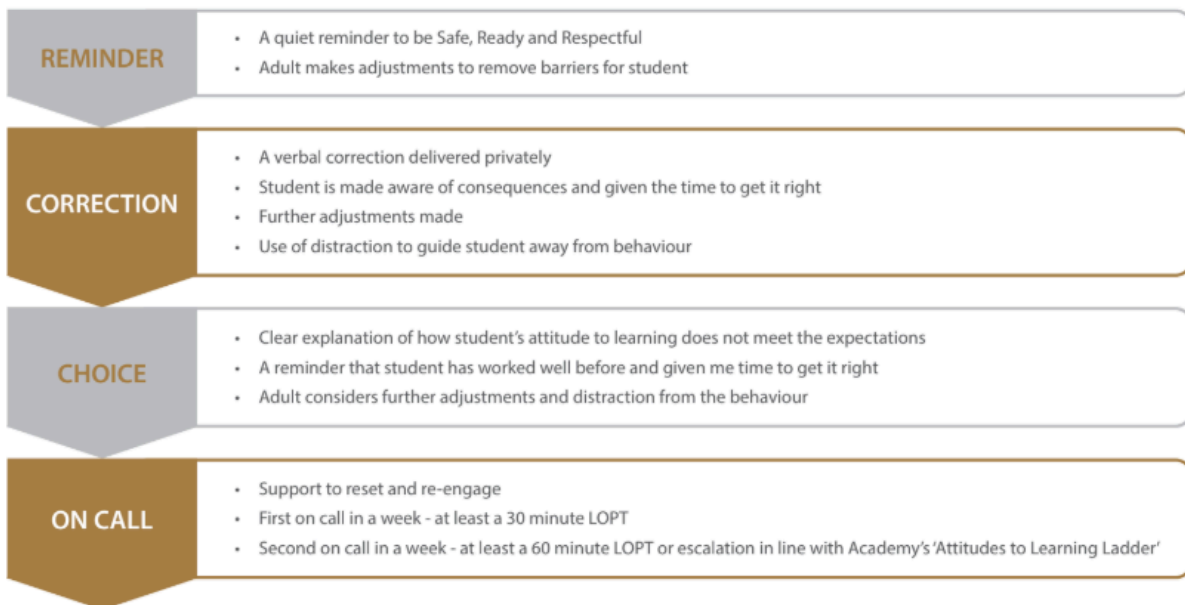 REMINDER
• A quiet reminder to be Safe, Ready and Respectful
• Adult makes adjustments to remove barriers for student
CORRECTION
• A verbal correction delivered privately
• Student is made aware of consequences and given the time to get it right
• Further adjustments made
• Use of distraction to guide student away from behaviour
CHOICE
• Clear explanation of how student's attitude to learning does not meet the expectations
• A reminder that student has worked well before and given me time to get it right
• Adult considers further adjustments and distraction from the behaviour
ON CALL
• Support to reset and re-engage
• First on call in a week - at least a 30 minute LOPT
• Second on call in a week - at least a 60 minute LOPT or escalation in line with Academy's 'Attitudes to Learning Ladder'